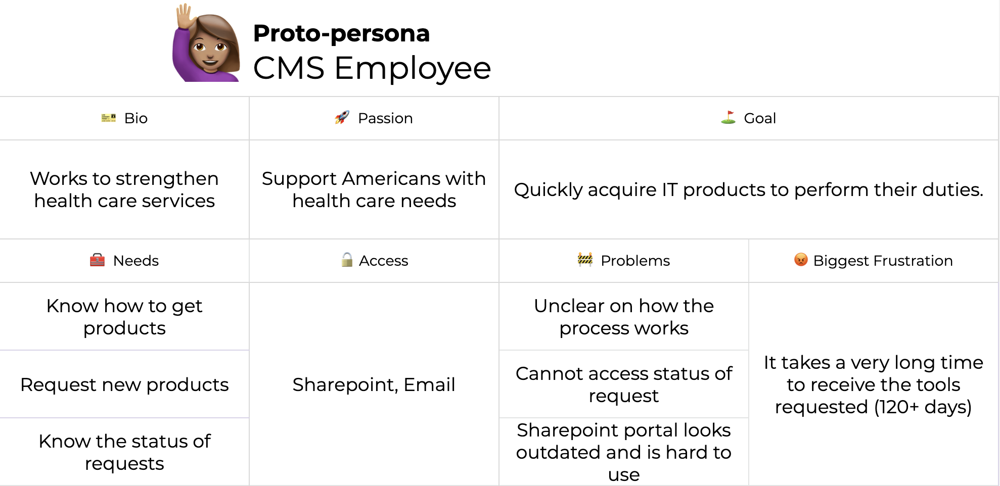 Proto-persona
CMS Employee
Bio
Passion
Goal
Works to strengthen
health care services
Support Americans with
health care needs
Quickly acquire IT products to perform their duties.
Needs
Access
Problems
Biggest Frustration
Know how to get
products
Request new products
Know the status of
requests
Sharepoint, Email
Unclear on how the
process works
Cannot access status of
request
Sharepoint portal looks
outdated and is hard to
use
It takes a very long time
to receive the tools
requested (120+ days)